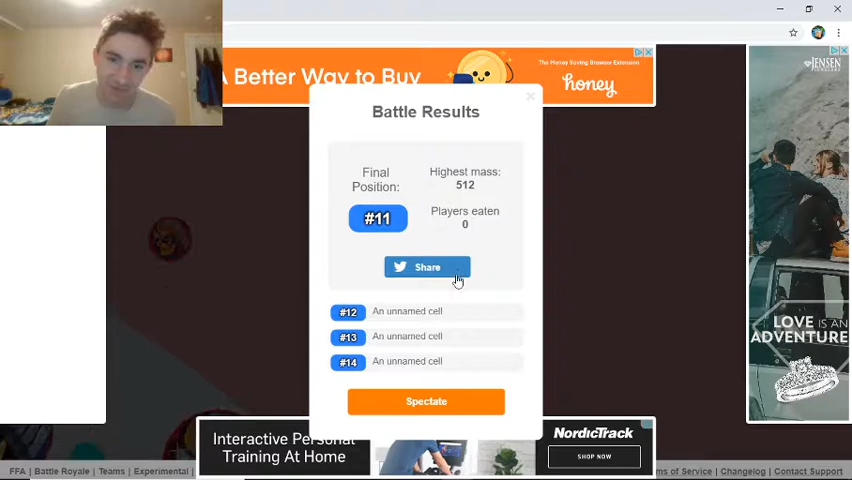 A Better Way to Buy
The Money Saving Browser Extension
honey
JENSEN
Battle Results
Final
Position:
#11
Highest mass:
512
Players eaten
0
Share
#12 An unnamed cell
#13 An unnamed cell
#14 An unnamed cell
Spectate
LOVE IS AN
ADVENTURE
Interactive Personal
Training At Home
NordicTrack
SHOP NOW
FFA | Battle Royale | Teams | Experimental |
of Service | Changelog | Contact Support